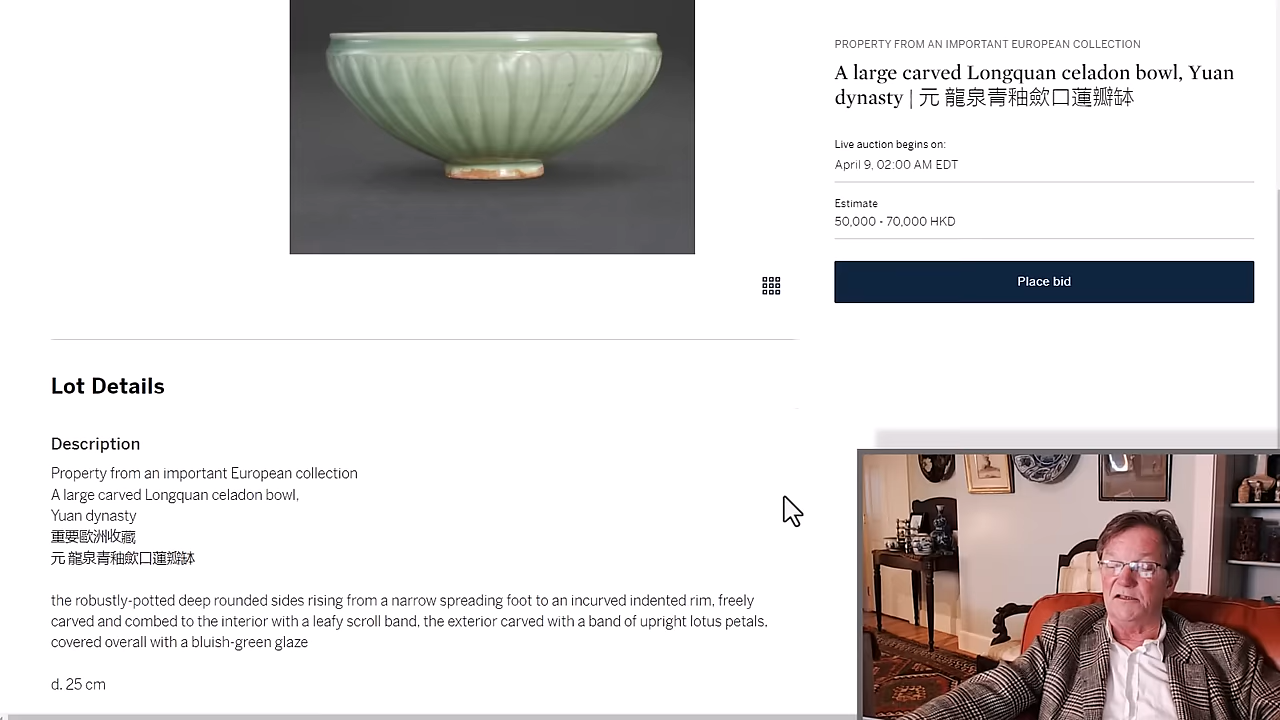 PROPERTY FROM AN IMPORTANT EUROPEAN COLLECTION
A large carved Longquan celadon bowl, Yuan
dynasty | 元 龍泉青釉斂口蓮瓣缽
Live auction begins on:
April 9, 02:00 AM EDT
Estimate
50,000 - 70,000 HKD
Place bid
Lot Details
Description
Property from an important European collection
A large carved Longquan celadon bowl,
Yuan dynasty
重要歐洲收藏
元 龍泉青釉斂口蓮瓣缽
the robustly-potted deep rounded sides rising from a narrow spreading foot to an incurved indented rim, freely
carved and combed to the interior with a leafy scroll band, the exterior carved with a band of upright lotus petals,
covered overall with a bluish-green glaze
d. 25 cm